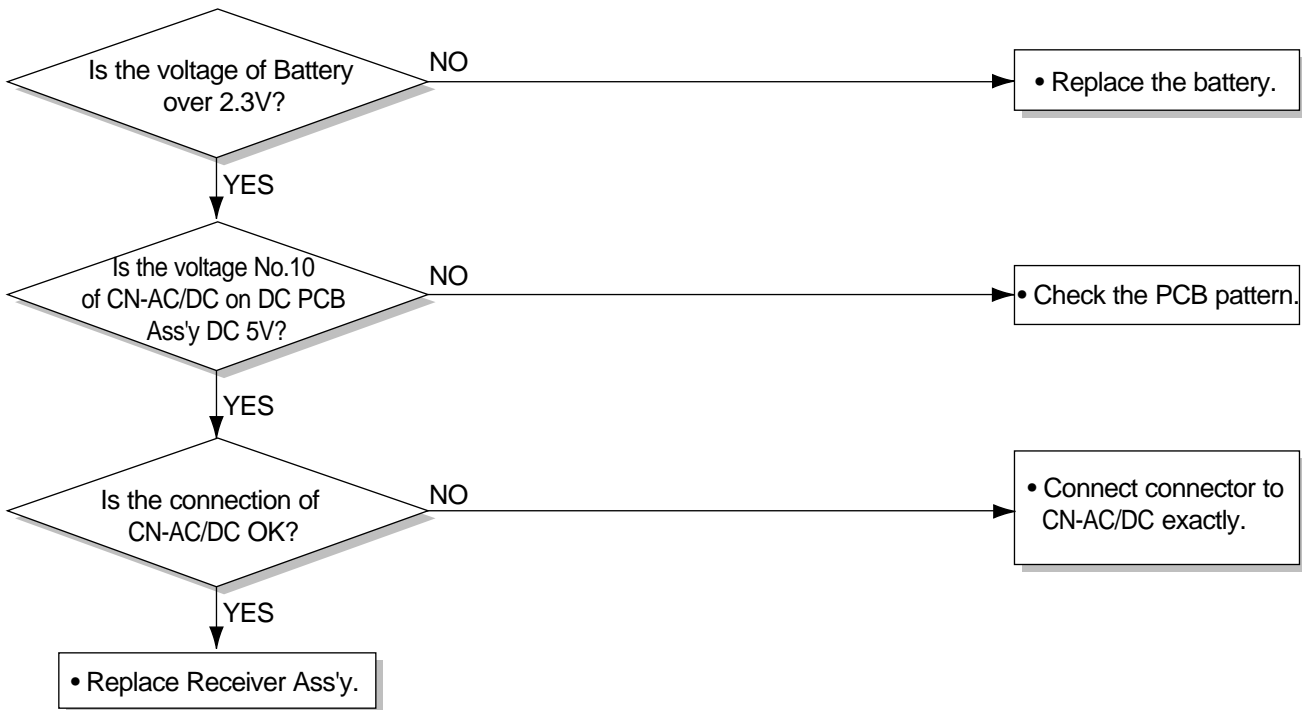 Is the voltage of Battery
over 2.3V?
NO
• Replace the battery.
YES
Is the voltage No.10
of CN-AC/DC on DC PCB
Ass'y DC 5V?
NO
• Check the PCB pattern.
YES
Is the connection of
CN-AC/DC OK?
NO
• Connect connector to
CN-AC/DC exactly.
YES
• Replace Receiver Ass'y.